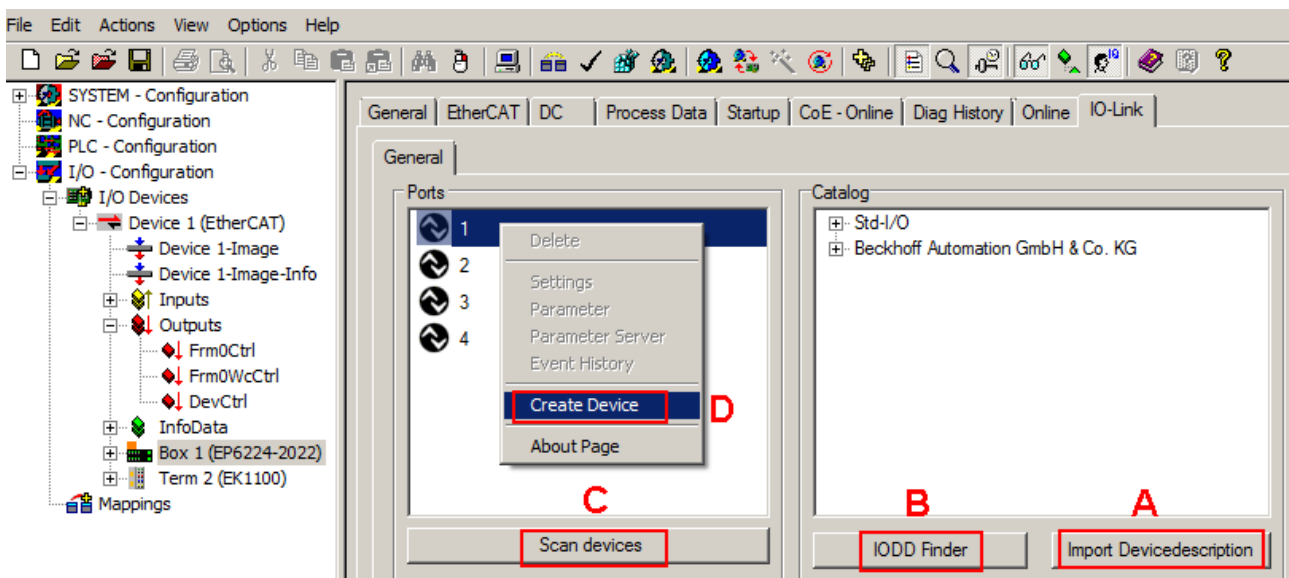 File Edit Actions View Options Help
SYSTEM - Configuration
NC - Configuration
PLC - Configuration
I/O - Configuration
I/O Devices
Device 1 (EtherCAT)
Device 1-Image
Device 1-Image-Info
Inputs
Outputs
Frm0Ctrl
Frm0WcCtrl
DevCtrl
InfoData
Box 1 (EP6224-2022)
Term 2 (EK1100)
Mappings
General EtherCAT DC Process Data Startup CoE - Online Diag History Online IO-Link
General
Ports
1
2
3
4
Delete
Settings
Parameter
Parameter Server
Event History
Create Device
D
About Page
C
Scan devices
Catalog
Std-I/O
Beckhoff Automation GmbH & Co. KG
B
A
IODD Finder
Import Devicedescription